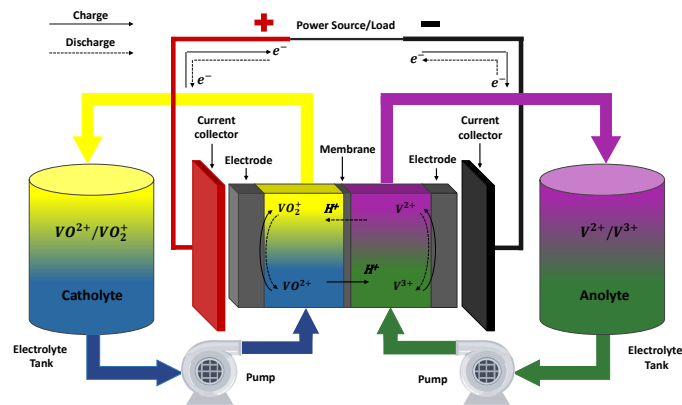 Charge
Discharge
+
Power Source/Load
−
e⁻
e⁻
e⁻
e⁻
Current
collector
Electrode
Membrane
Electrode
Current
collector
VO²⁺/VO₂⁺
Catholyte
VO₂⁺
H⁺
V²⁺
H⁺
VO²⁺
V³⁺
V²⁺/V³⁺
Anolyte
Electrolyte
Tank
Pump
Pump
Electrolyte
Tank